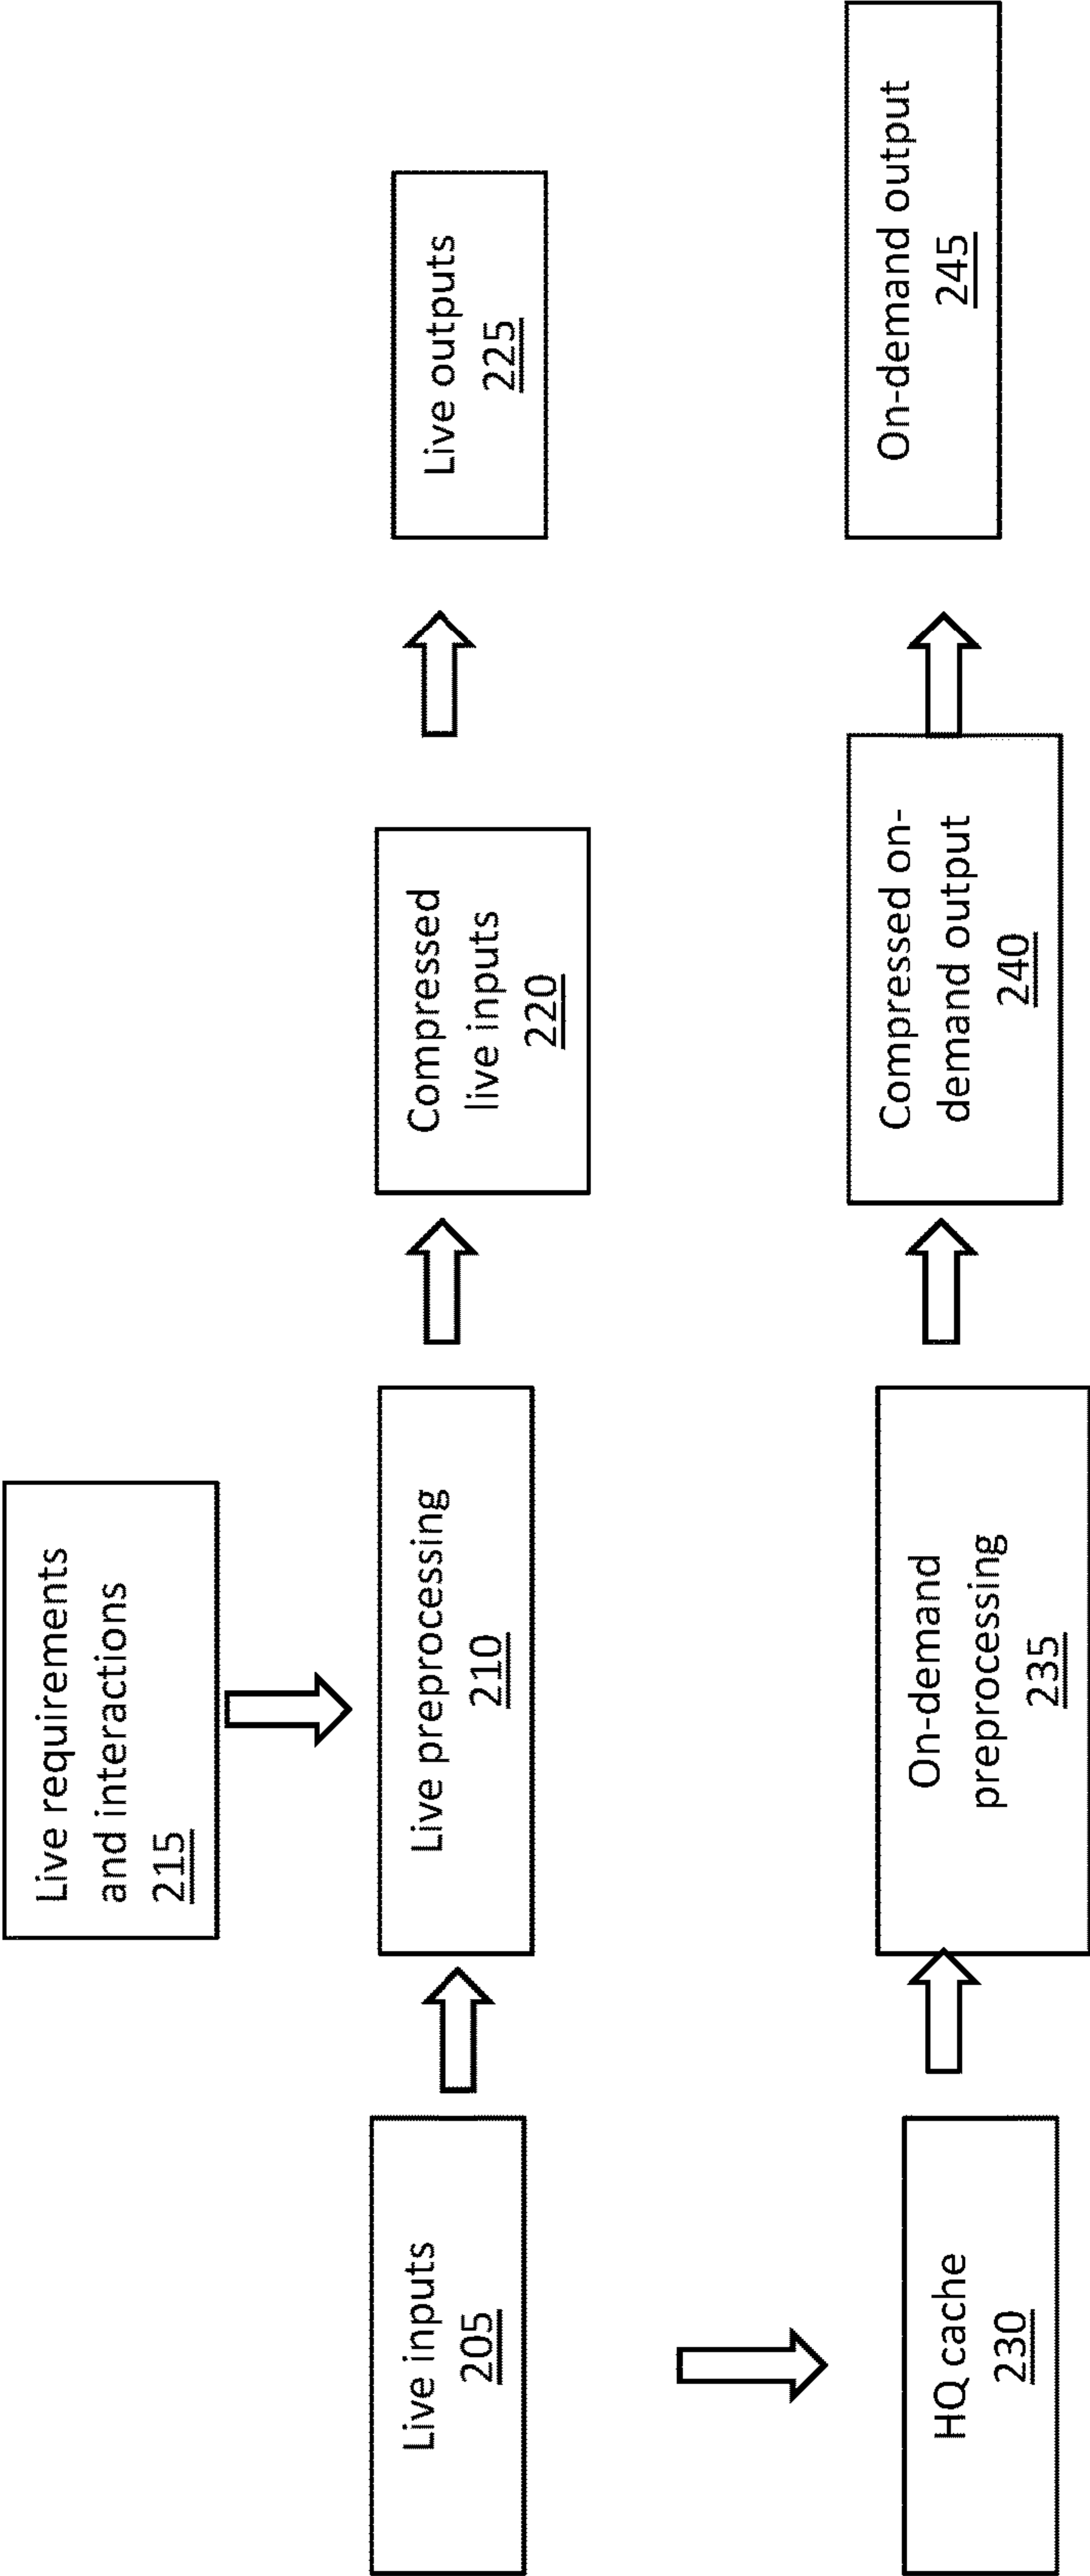 Live requirements
and interactions
215
Live inputs
205
Live preprocessing
210
Compressed
live inputs
220
Live outputs
225
HQ cache
230
On-demand
preprocessing
235
Compressed on-
demand output
240
On-demand output
245